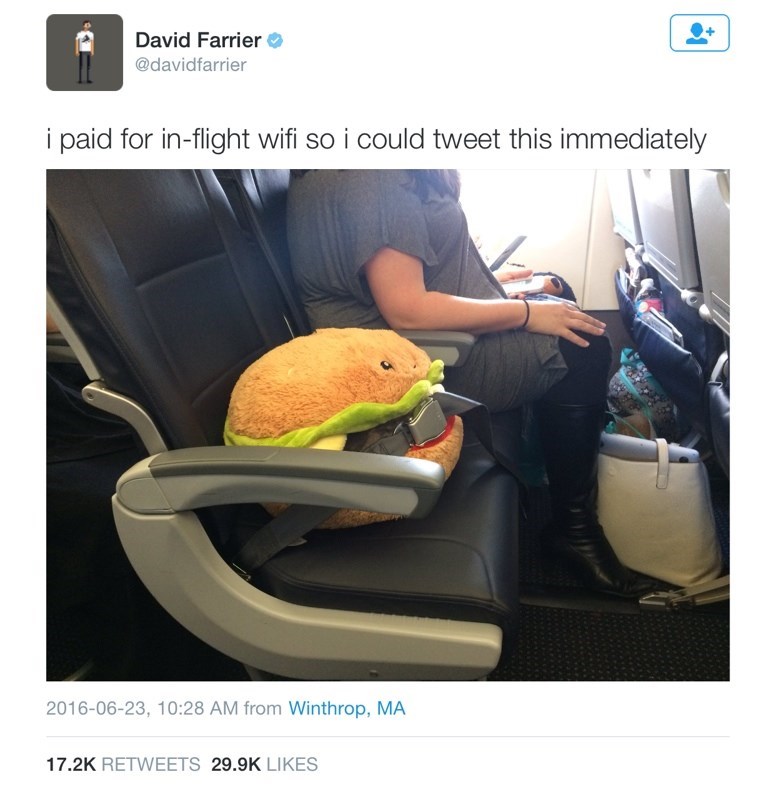 David Farrier
@davidfarrier
i paid for in-flight wifi so i could tweet this immediately
2016-06-23, 10:28 AM from Winthrop, MA
17.2K RETWEETS 29.9K LIKES